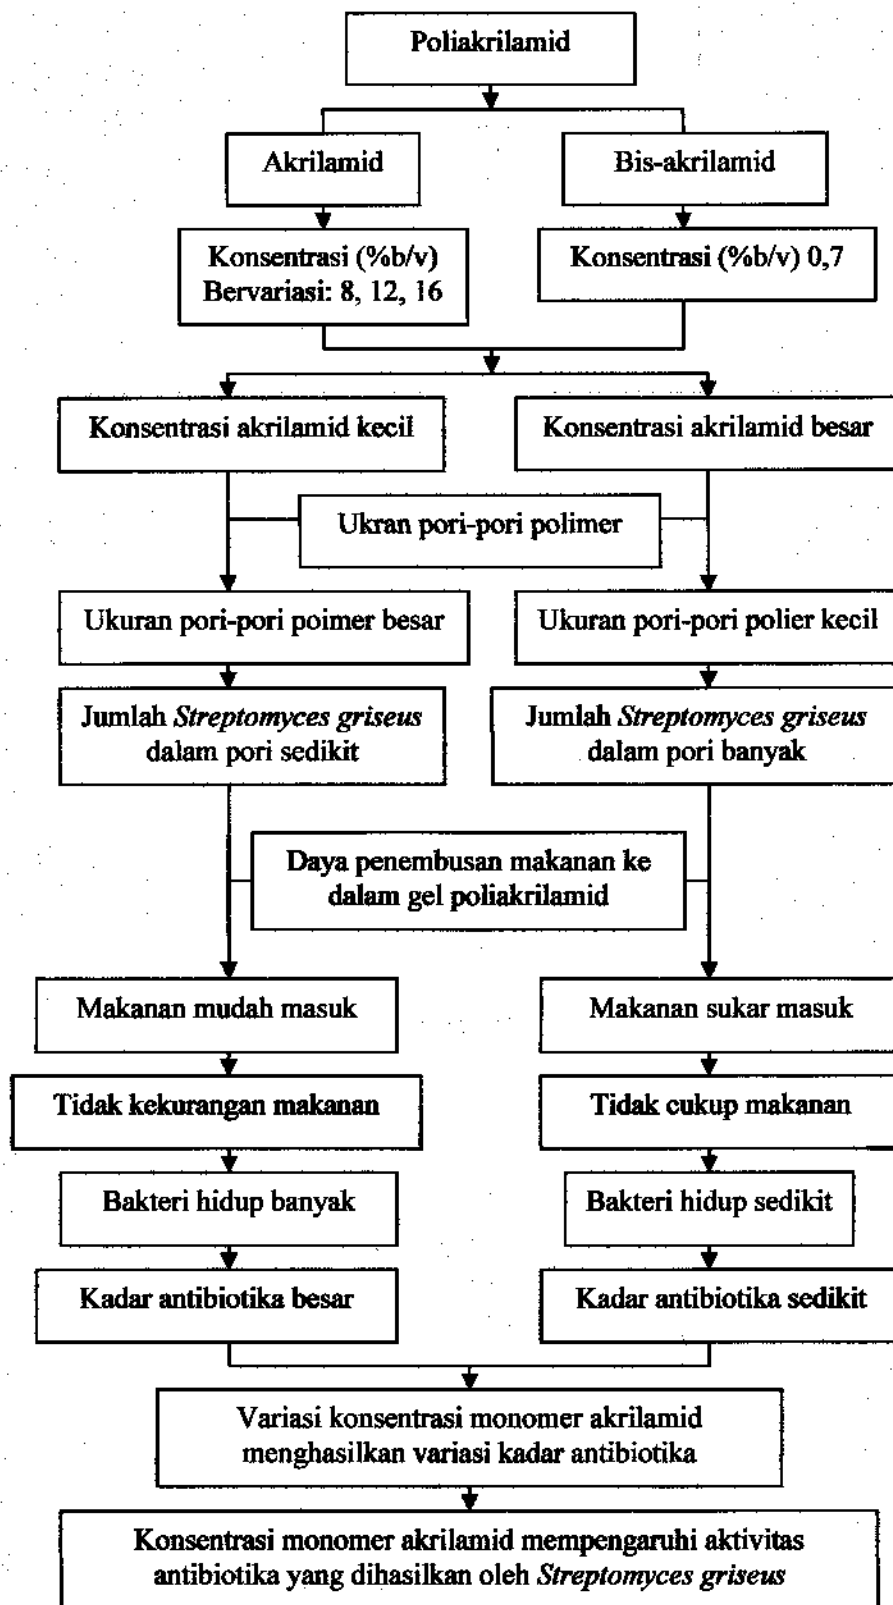 Poliakrilamid
Akrilamid
Bis-akrilamid
Konsentrasi (%b/v)
Bervariasi: 8, 12, 16
Konsentrasi (%b/v) 0,7
Konsentrasi akrilamid kecil
Konsentrasi akrilamid besar
Ukran pori-pori polimer
Ukuran pori-pori poimer besar
Ukuran pori-pori polier kecil
Jumlah Streptomyces griseus
dalam pori sedikit
Jumlah Streptomyces griseus
dalam pori banyak
Daya penembusan makanan ke
dalam gel poliakrilamid
Makanan mudah masuk
Makanan sukar masuk
Tidak kekurangan makanan
Tidak cukup makanan
Bakteri hidup banyak
Bakteri hidup sedikit
Kadar antibiotika besar
Kadar antibiotika sedikit
Variasi konsentrasi monomer akrilamid
menghasilkan variasi kadar antibiotika
Konsentrasi monomer akrilamid mempengaruhi aktivitas
antibiotika yang dihasilkan oleh Streptomyces griseus